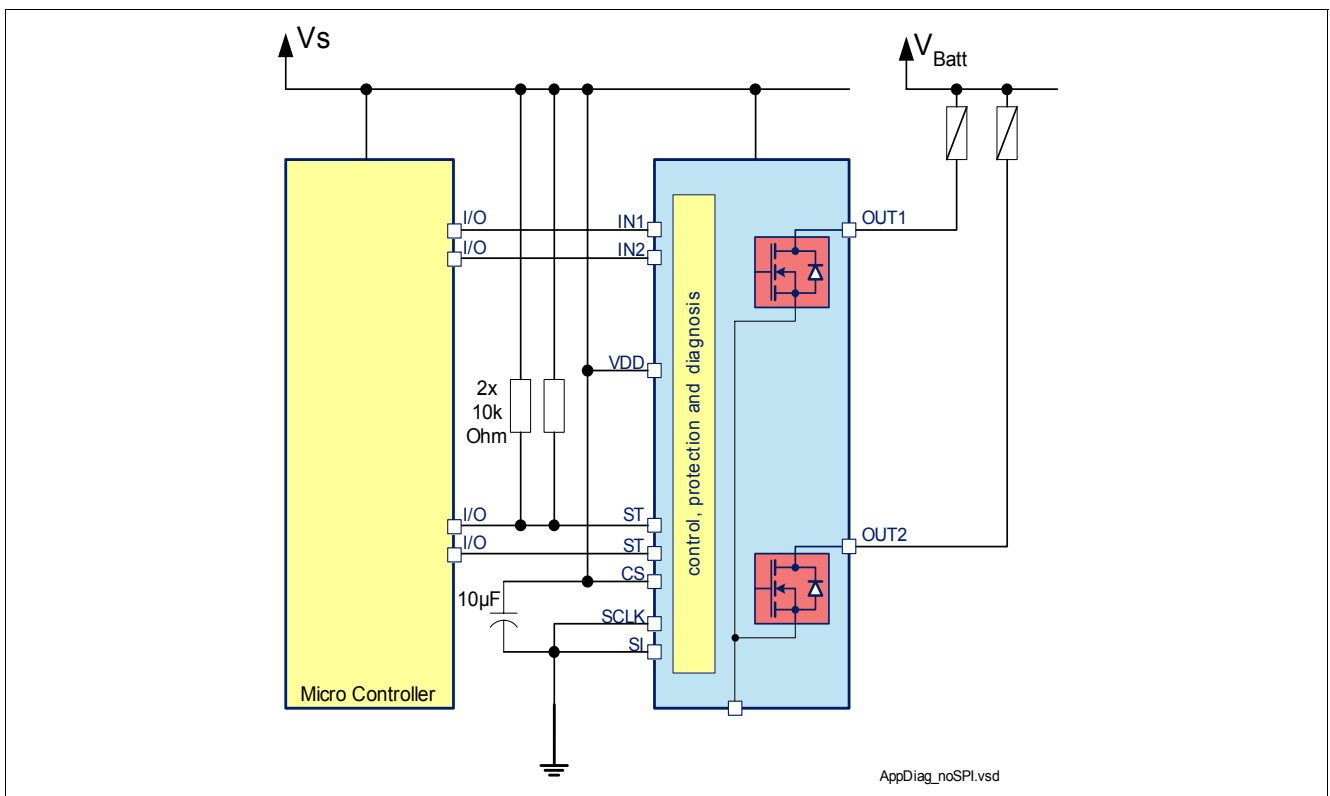 Vs
V Batt
I/O
IN1
OUT1
I/O
IN2
VDD
2x
10k
Ohm
control, protection and diagnosis
I/O
ST
OUT2
I/O
ST
CS
10µF
SCLK
SI
Micro Controller
AppDiag_noSPI.vsd